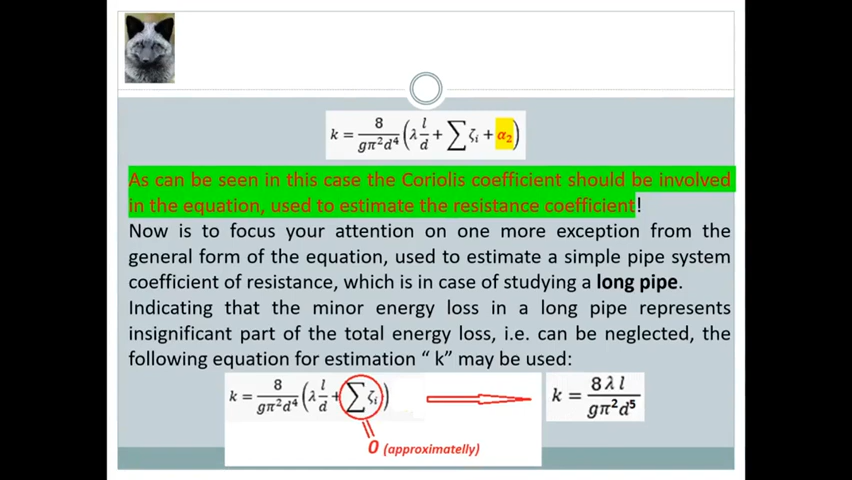 k = 8/(gπ²d⁴) (λ l/d + ∑ζᵢ + α₂)
As can be seen in this case the Coriolis coefficient should be involved
in the equation, used to estimate the resistance coefficient!
Now is to focus your attention on one more exception from the
general form of the equation, used to estimate a simple pipe system
coefficient of resistance, which is in case of studying a long pipe.
Indicating that the minor energy loss in a long pipe represents
insignificant part of the total energy loss, i.e. can be neglected, the
following equation for estimation “ k” may be used:
k = 8/(gπ²d⁴) (λ l/d + ∑ζᵢ)
k = 8 λ l/(gπ²d⁵)
0 (approximatelly)